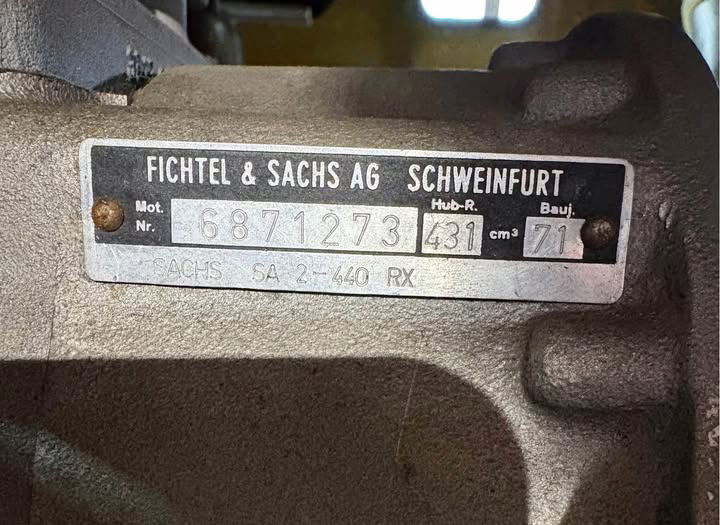 FICHTEL & SACHS AG SCHWEINFURT
Mot. Nr. 6871273 Hub-R. 431 cm³ Bauj. 71
SACHS SA 2-440 RX